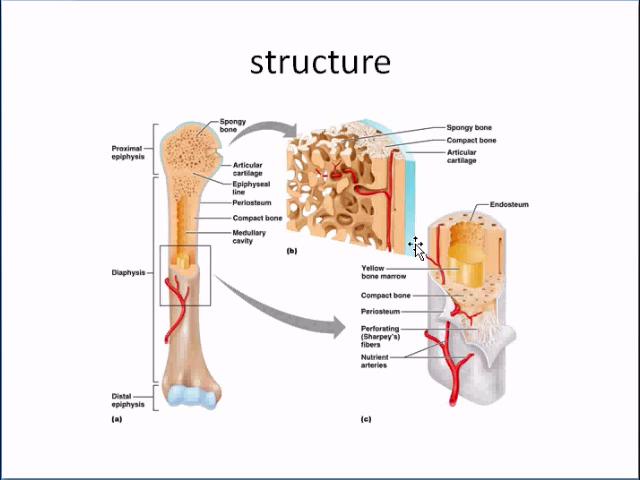 structure
Spongy
bone
Proximal
epiphysis
Articular
cartilage
Epiphyseal
line
Periosteum
Compact bone
Medullary
cavity
Diaphysis
Distal
epiphysis
(a)
Spongy bone
Compact bone
Articular
cartilage
(b)
Endosteum
Yellow
bone marrow
Compact bone
Periosteum
Perforating
(Sharpey's)
fibers
Nutrient
arteries
(c)